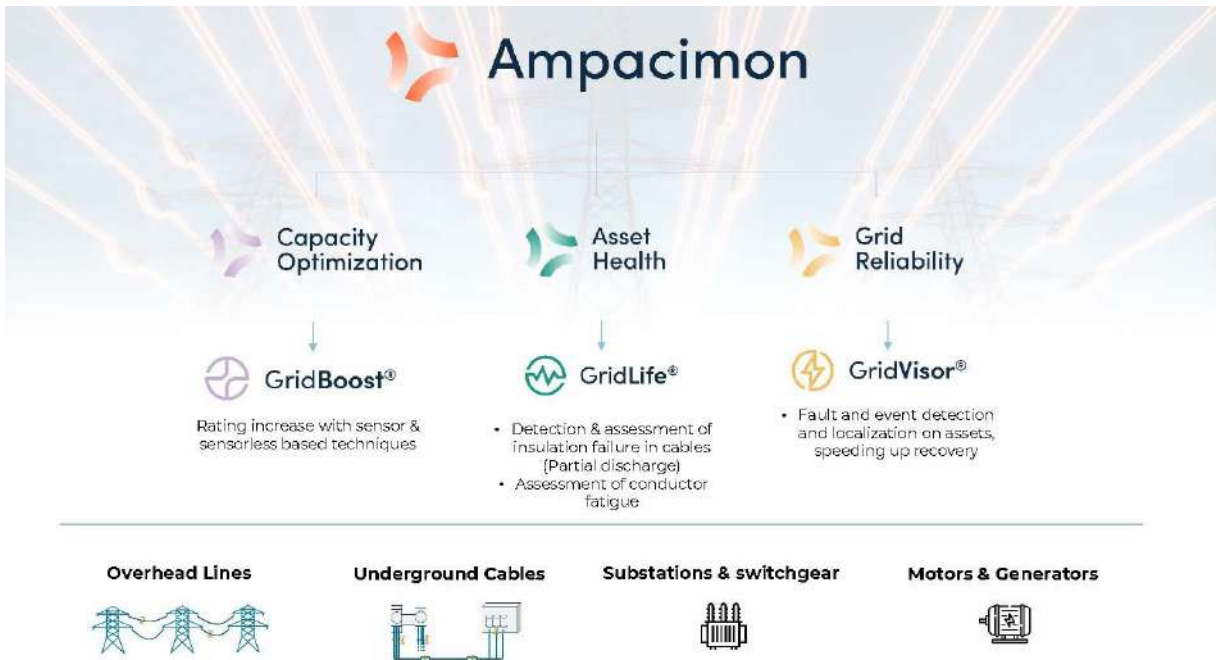 Ampacimon
Capacity
Optimization
Asset
Health
Grid
Reliability
GridBoost®
Rating increase with sensor &
sensorless based techniques
GridLife®
• Detection & assessment of
insulation failure in cables
(Partial discharge)
• Assessment of conductor
fatigue
GridVisor®
• Fault and event detection
and localization on assets,
speeding up recovery
Overhead Lines
Underground Cables
Substations & switchgear
Motors & Generators